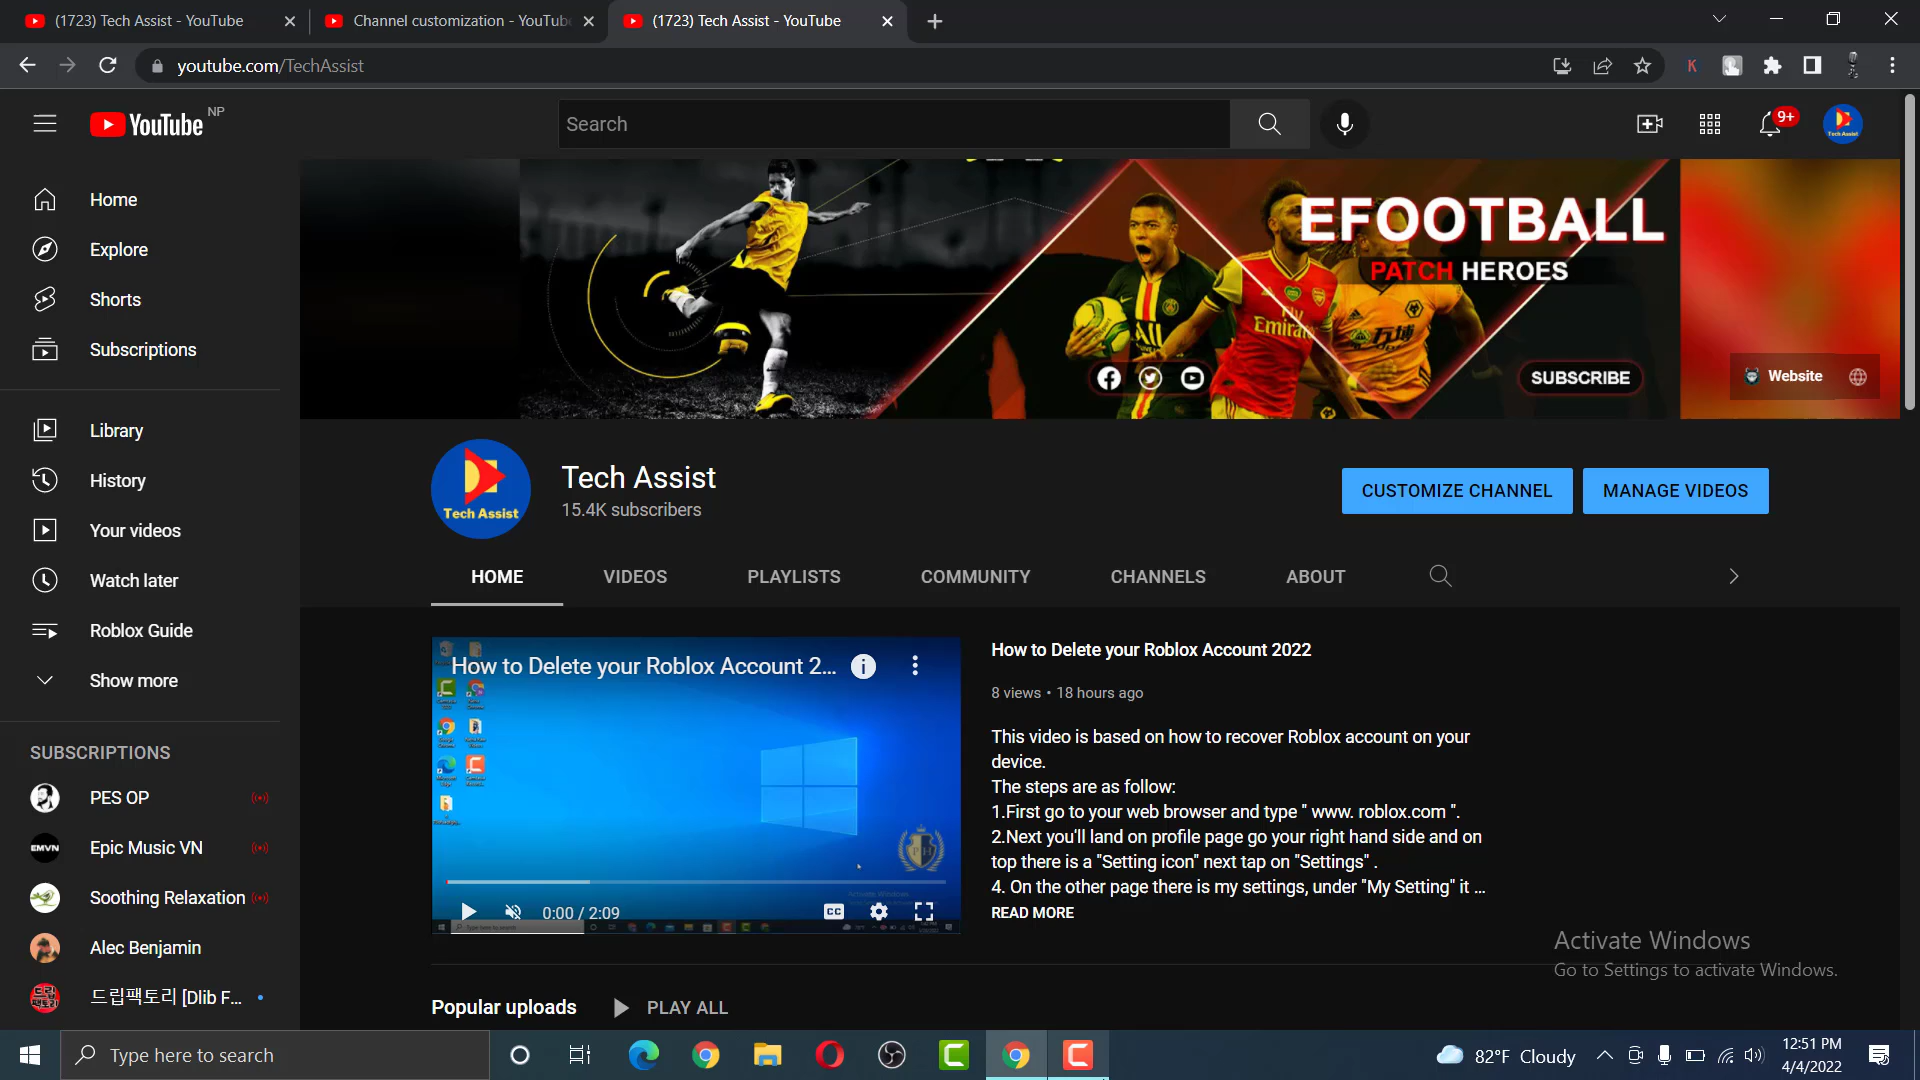 (1723) Tech Assist - YouTube
Channel customization - YouTub
(1723) Tech Assist - YouTube
youtube.com/TechAssist
YouTube NP
Search
9+
Home
Explore
Shorts
Subscriptions
Library
History
Your videos
Watch later
Roblox Guide
Show more
SUBSCRIPTIONS
PES OP
Epic Music VN
Soothing Relaxation
Alec Benjamin
드립팩토리 [Dlib F...
EFOOTBALL
PATCH HEROES
SUBSCRIBE
Website
Tech Assist
Tech Assist
15.4K subscribers
CUSTOMIZE CHANNEL
MANAGE VIDEOS
HOME
VIDEOS
PLAYLISTS
COMMUNITY
CHANNELS
ABOUT
How to Delete your Roblox Account 2...
0:00 / 2:09
CC
How to Delete your Roblox Account 2022
8 views • 18 hours ago
This video is based on how to recover Roblox account on your
device.
The steps are as follow:
1.First go to your web browser and type " www. roblox.com ".
2.Next you'll land on profile page go your right hand side and on
top there is a "Setting icon" next tap on "Settings" .
4. On the other page there is my settings, under "My Setting" it ...
READ MORE
Popular uploads
PLAY ALL
Activate Windows
Go to Settings to activate Windows.
Type here to search
82°F Cloudy
12:51 PM
4/4/2022